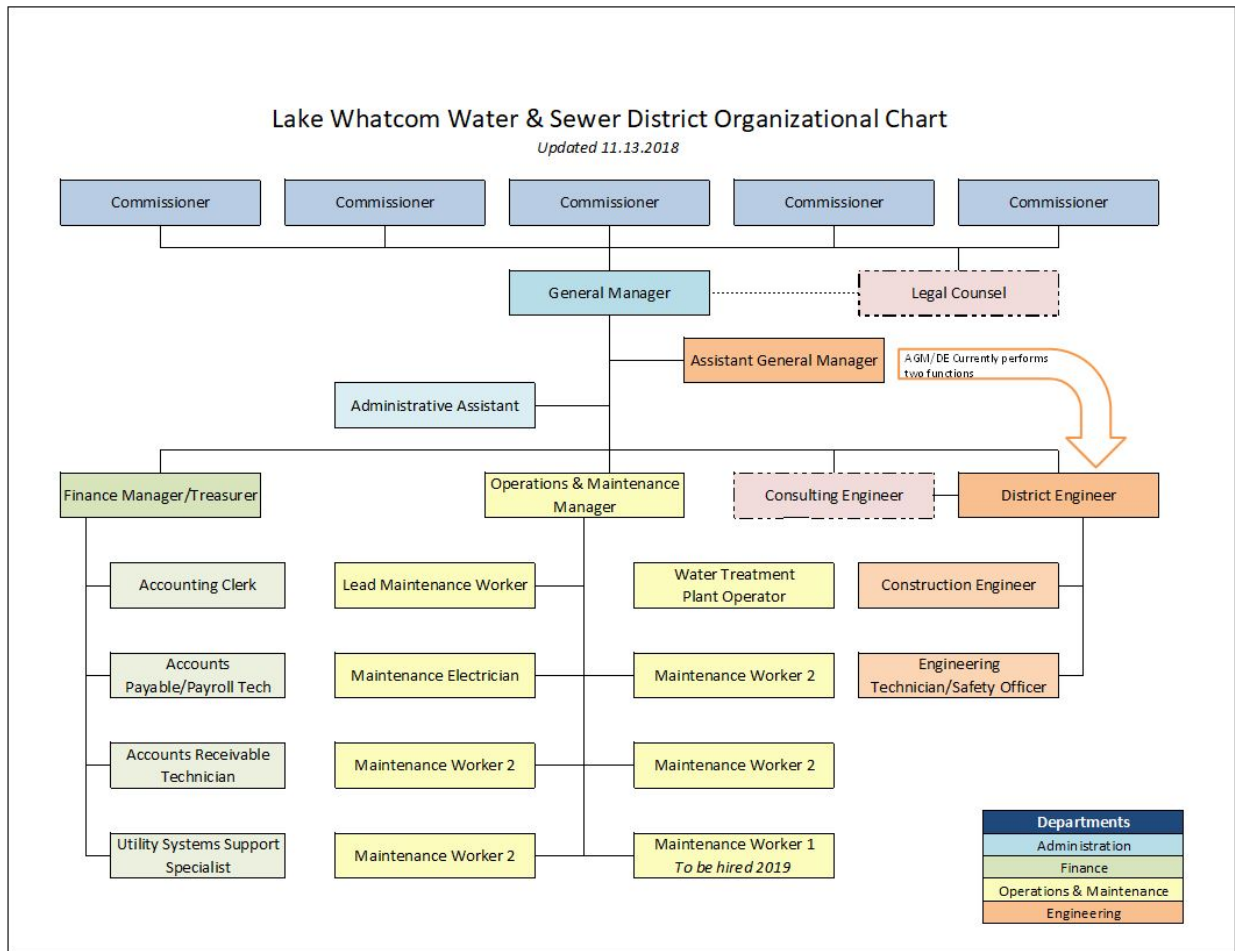 Lake Whatcom Water & Sewer District Organizational Chart
Updated 11.13.2018
Commissioner
Commissioner
Commissioner
Commissioner
Commissioner
General Manager
Legal Counsel
Assistant General Manager
AGM/DE Currently performs
two functions
Administrative Assistant
Finance Manager/Treasurer
Operations & Maintenance
Manager
Consulting Engineer
District Engineer
Accounting Clerk
Lead Maintenance Worker
Water Treatment
Plant Operator
Construction Engineer
Accounts
Payable/Payroll Tech
Maintenance Electrician
Maintenance Worker 2
Engineering
Technician/Safety Officer
Accounts Receivable
Technician
Maintenance Worker 2
Maintenance Worker 2
Utility Systems Support
Specialist
Maintenance Worker 2
Maintenance Worker 1
To be hired 2019
Departments
Administration
Finance
Operations & Maintenance
Engineering